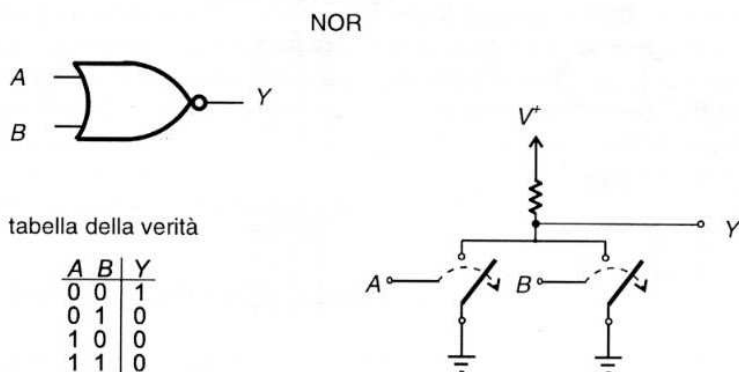 NOR
A
B
Y
V⁺
Y
A
B
tabella della verità
A B Y
0 0 1
0 1 0
1 0 0
1 1 0